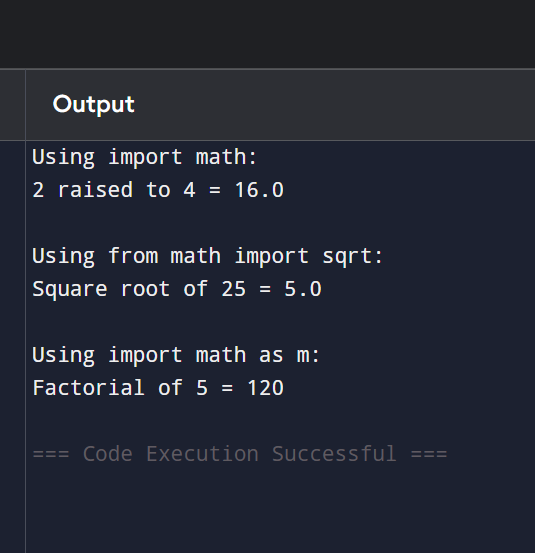 Output
Using import math:
2 raised to 4 = 16.0
Using from math import sqrt:
Square root of 25 = 5.0
Using import math as m:
Factorial of 5 = 120
=== Code Execution Successful ===